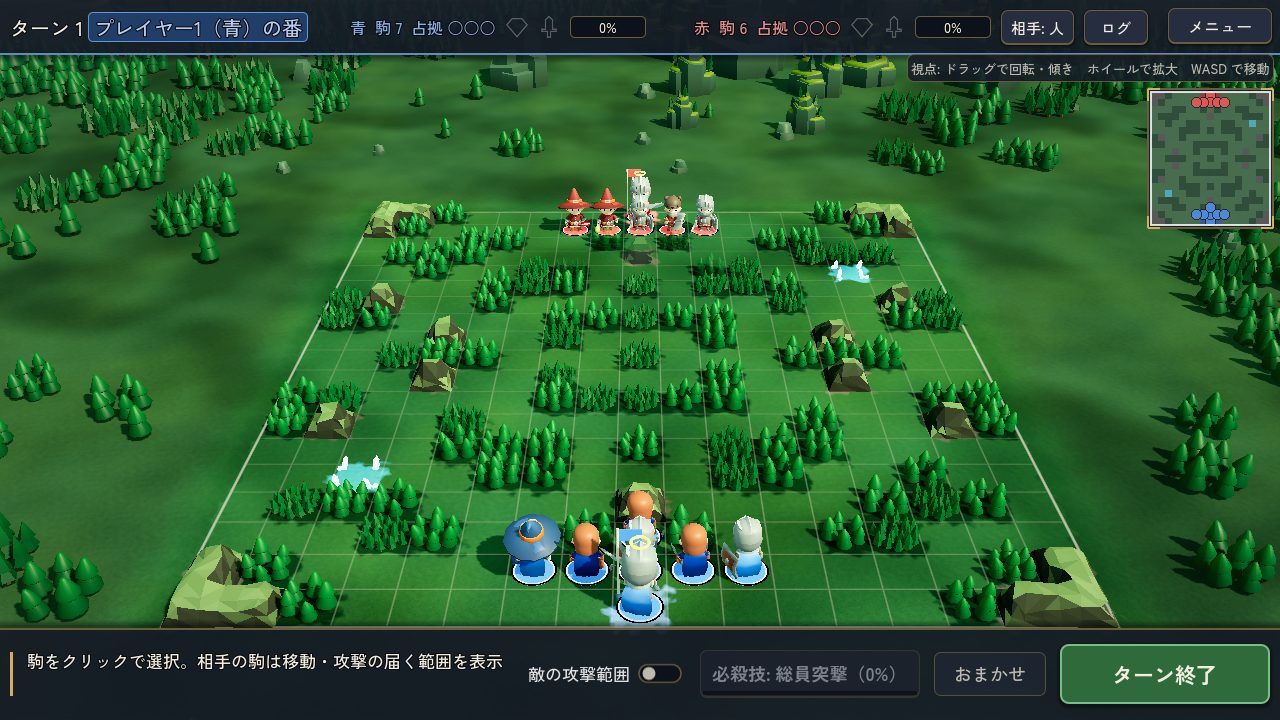 ターン 1 プレイヤー1（青）の番 青 駒 7 占拠 〇〇〇 0% 赤 駒 6 占拠 〇〇〇 0% 相手: 人 ログ メニュー
視点: ドラッグで回転・傾き ホイールで拡大 WASD で移動
駒をクリックで選択。相手の駒は移動・攻撃の届く範囲を表示
敵の攻撃範囲 必殺技: 総員突撃（0%） おまかせ ターン終了